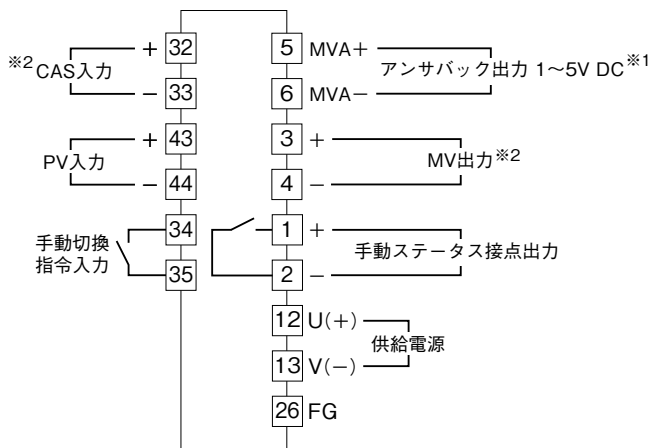 ※2 CAS入力
+ 32
− 33
PV入力
+ 43
− 44
手動切換
指令入力
34
35
5 MVA+
6 MVA−
アンサバック出力 1〜5V DC※1
3 +
4 −
MV出力※2
1 +
2 −
手動ステータス接点出力
12 U(+)
13 V(−)
供給電源
26 FG